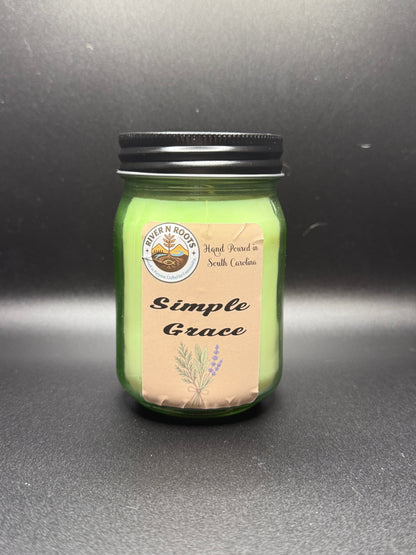 RIVER N ROOTS
Hand Poured in
South Carolina
Simple
Grace